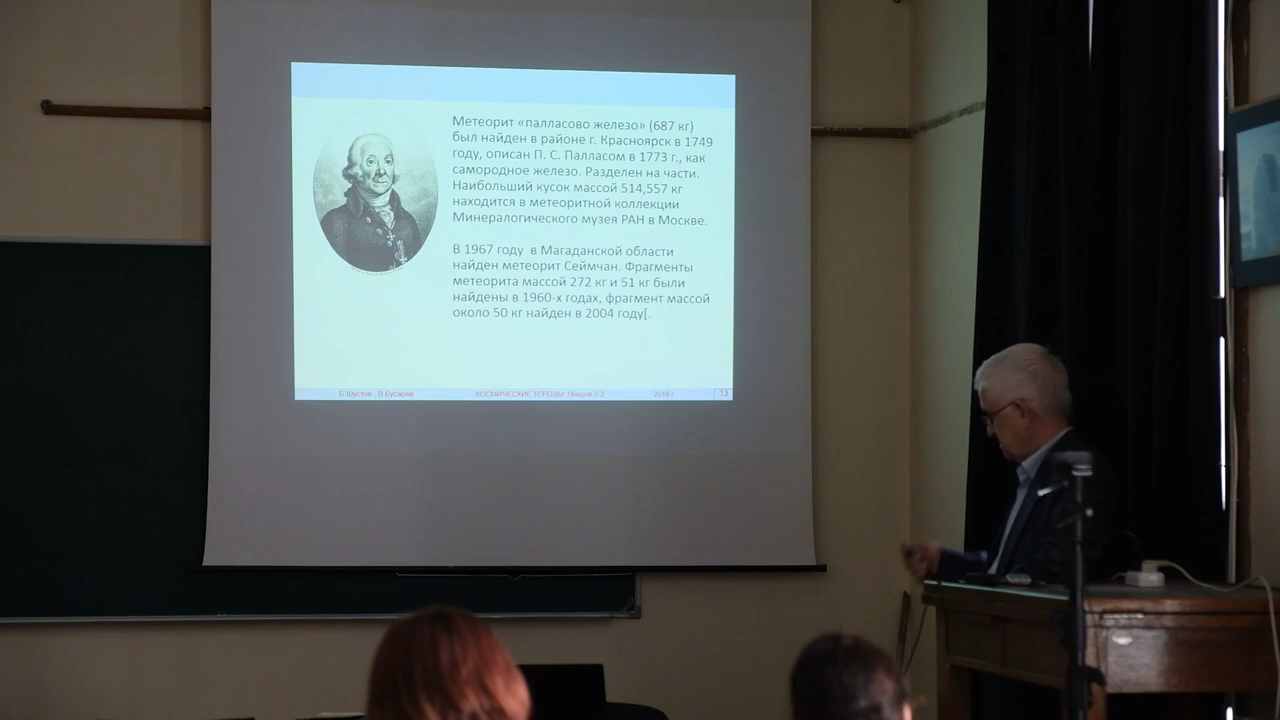 Метеорит «палласово железо» (687 кг)
был найден в районе г. Красноярск в 1749
году, описан П. С. Палласом в 1773 г., как
самородное железо. Разделен на части.
Наибольший кусок массой 514,557 кг
находится в метеоритной коллекции
Минералогического музея РАН в Москве.
В 1967 году в Магаданской области
найден метеорит Сеймчан. Фрагменты
метеорита массой 272 кг и 51 кг были
найдены в 1960-х годах, фрагмент массой
около 50 кг найден в 2004 году[.
Б.Шустов , В.Бусарев КОСМИЧЕСКИЕ УГРОЗЫ: Лекция 2-3 2019 г. 13